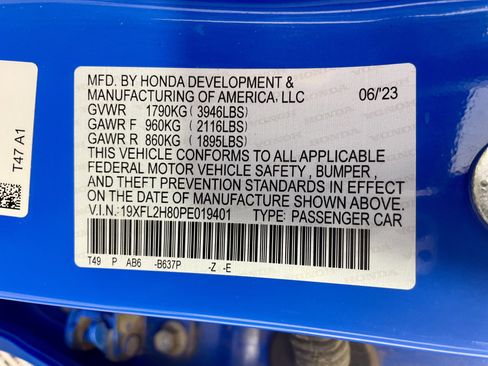 MFD. BY HONDA DEVELOPMENT &
MANUFACTURING OF AMERICA, LLC 06/'23
GVWR 1790KG (3946LBS)
GAWR F 960KG (2116LBS)
GAWR R 860KG (1895LBS)
THIS VEHICLE CONFORMS TO ALL APPLICABLE
FEDERAL MOTOR VEHICLE SAFETY, BUMPER,
AND THEFT PREVENTION STANDARDS IN EFFECT
ON THE DATE OF MANUFACTURE SHOWN ABOVE.
V.I.N.:19XFL2H80PE019401 TYPE: PASSENGER CAR
T49 P AB6 -B637P -Z -E
T47 A1
HONDA